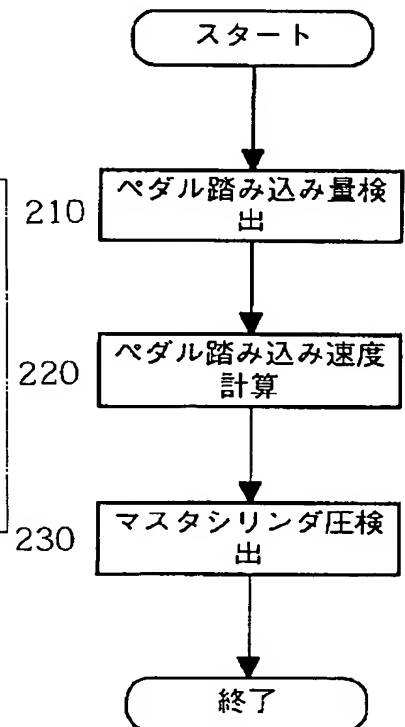 スタート
210
ペダル踏み込み量検
出
220
ペダル踏み込み速度
計算
230
マスタシリンダ圧検
出
終了